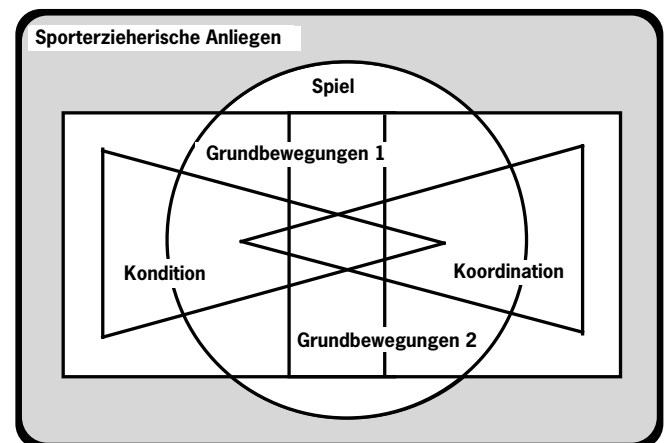 Sporterzieherische Anliegen
Spiel
Grundbewegungen 1
Kondition
Koordination
Grundbewegungen 2